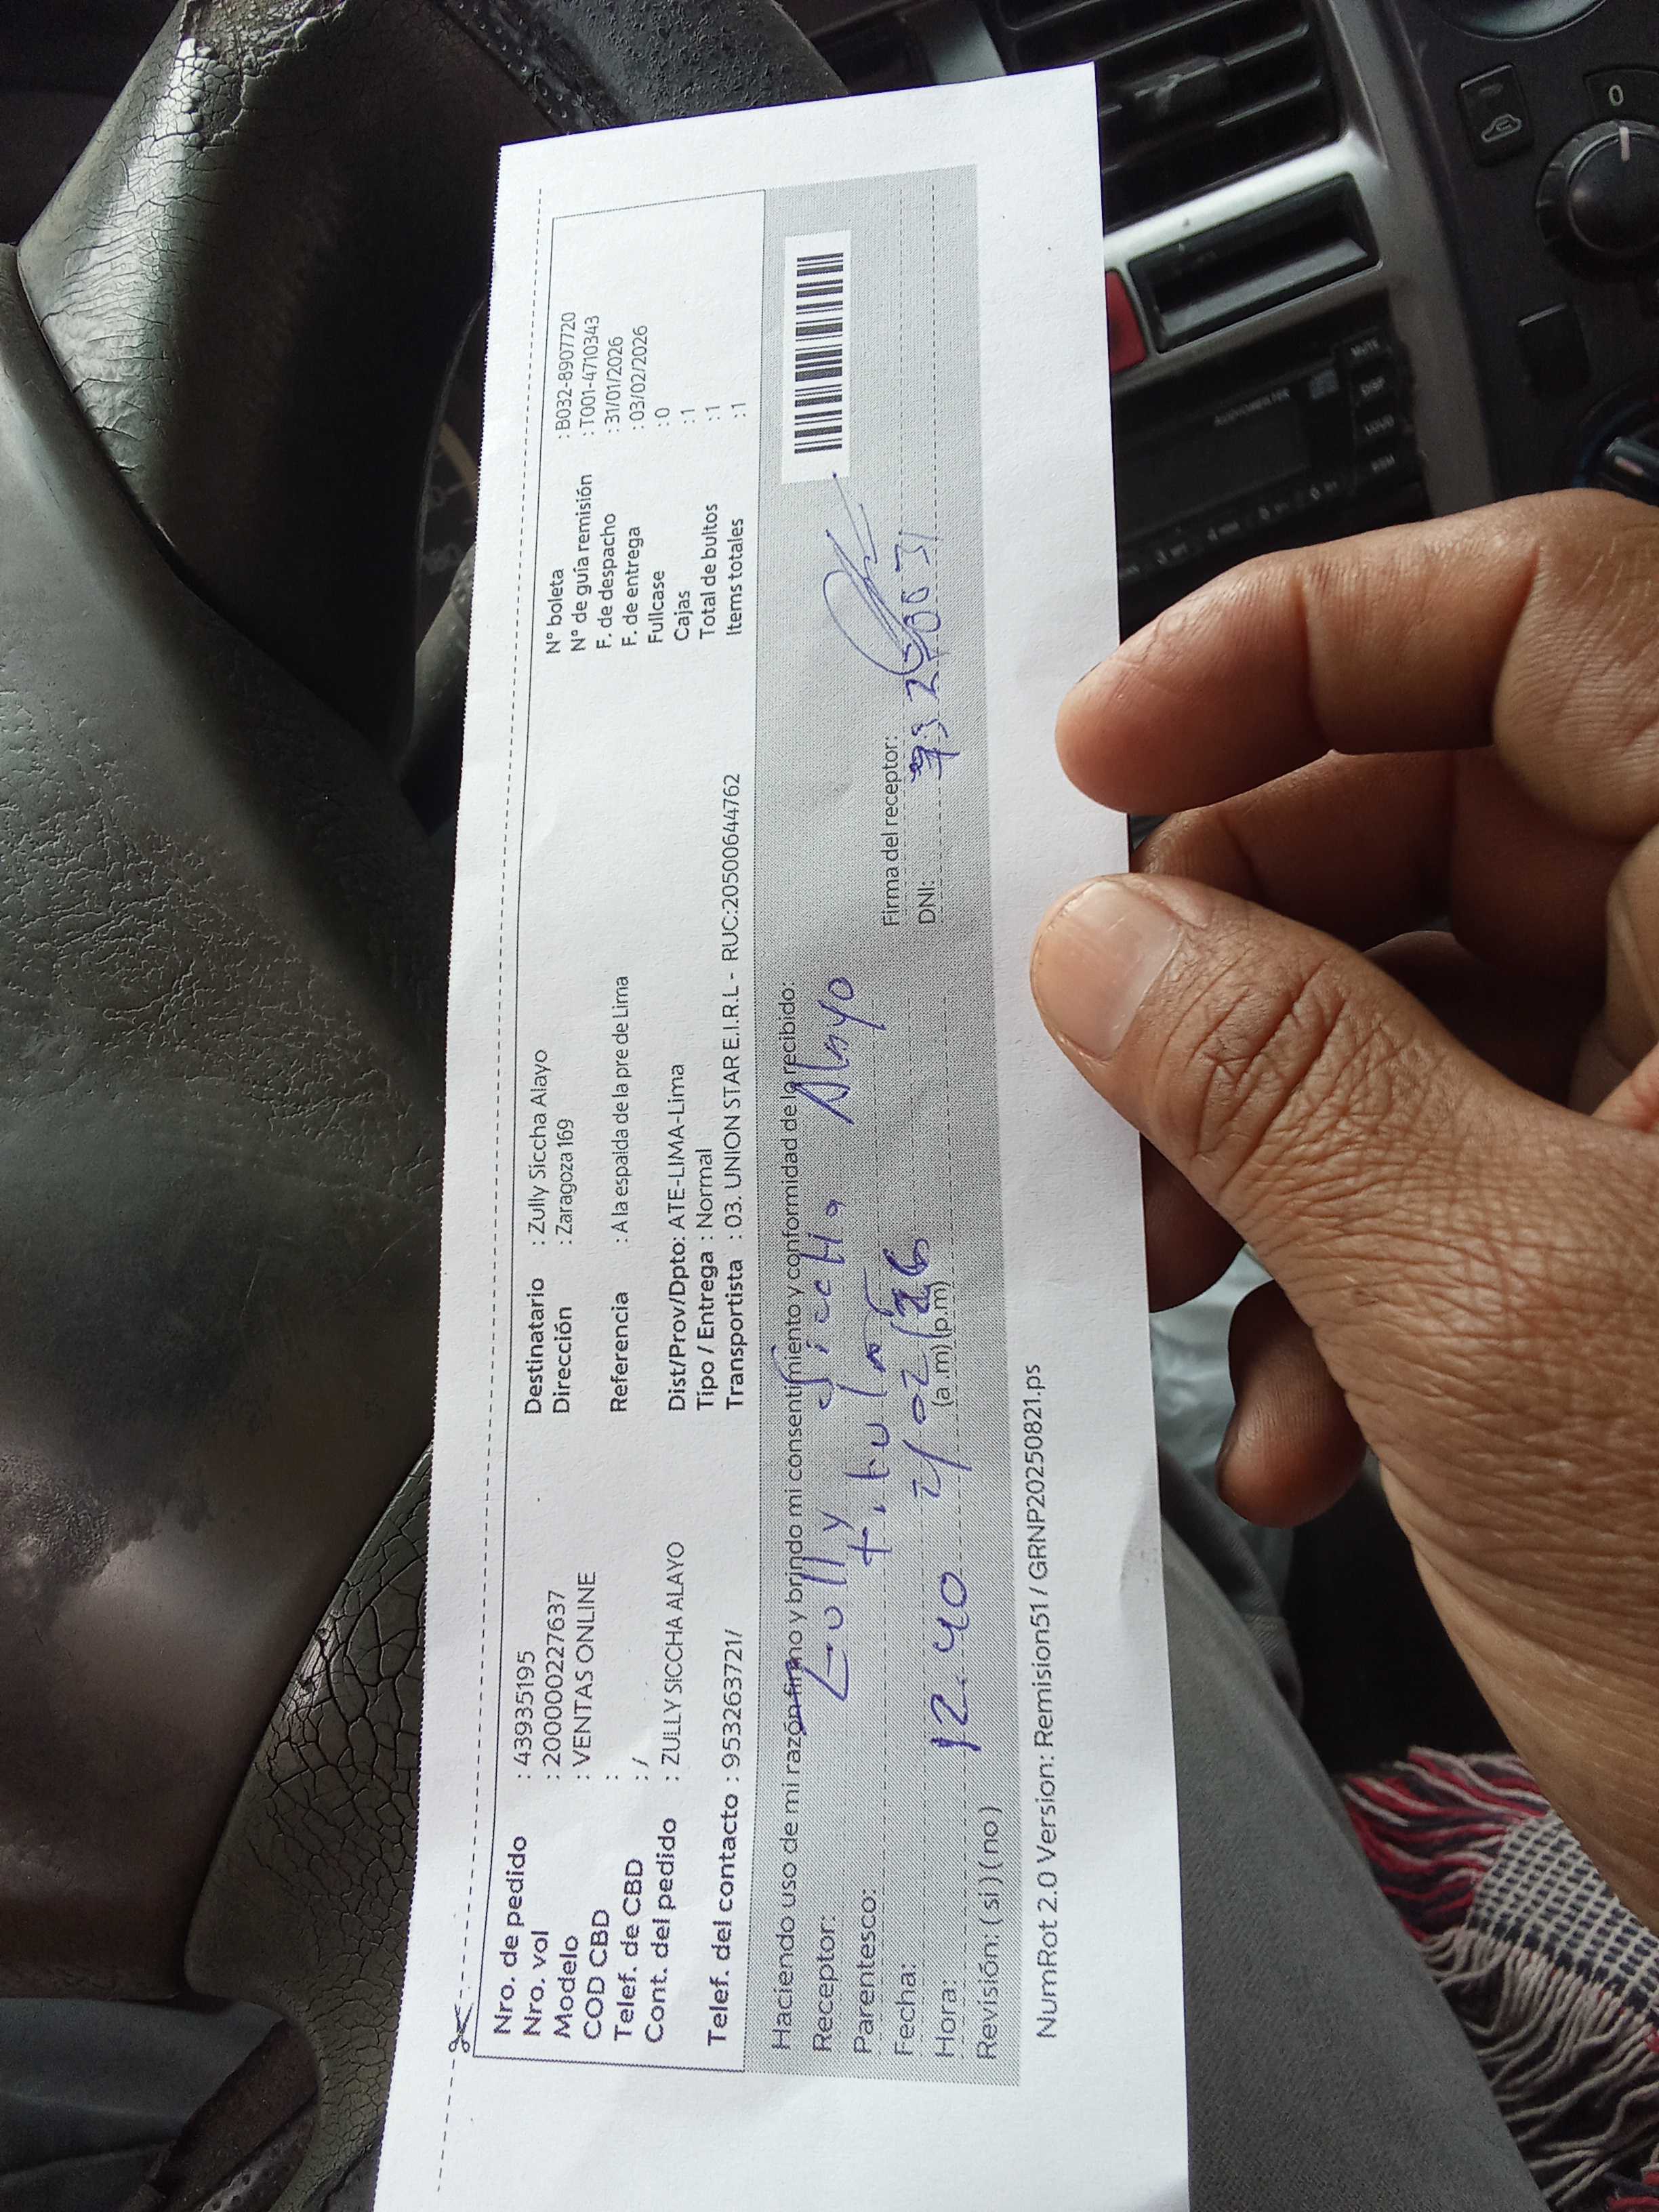 Nro. de pedido : 43935195
Nro. vol : 2000000227637
Modelo : VENTAS ONLINE
COD CBD :
Telef. de CBD : /
Cont. del pedido : ZULLY SICCHA ALAYO
Telef. del contacto : 953263721/
Destinatario : Zully Siccha Alayo
Dirección : Zaragoza 169
Referencia : A la espalda de la pre de Lima
Dist/Prov/Dpto: ATE-LIMA-Lima
Tipo / Entrega : Normal
Transportista : 03. UNION STAR E.I.R.L - RUC:20500644762
N° boleta : B032-8907720
N° de guía remisión : T001-4710343
F. de despacho : 31/01/2026
F. de entrega : 03/02/2026
Fullcase : 0
Cajas : 1
Total de bultos : 1
Items totales : 1
Haciendo uso de mi razón firmo y brindo mi consentimiento y conformidad de lo recibido:
Receptor: Zully Siccha Alayo
Parentesco: titular
Fecha: /02/26
Hora: 12.40 (a.m) (p.m)
Revisión: ( si ) ( no )
Firma del receptor:
DNI:
NumRot 2.0 Version: Remision51 / GRNP20250821.ps
MUTE
DISP
LOUD